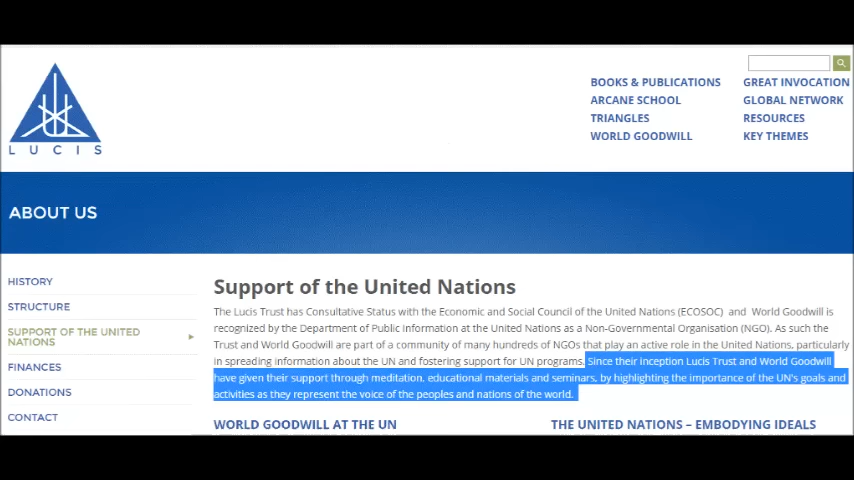 LUCIS
BOOKS & PUBLICATIONS
ARCANE SCHOOL
TRIANGLES
WORLD GOODWILL
GREAT INVOCATION
GLOBAL NETWORK
RESOURCES
KEY THEMES
ABOUT US
HISTORY
STRUCTURE
SUPPORT OF THE UNITED
NATIONS
FINANCES
DONATIONS
CONTACT
Support of the United Nations
The Lucis Trust has Consultative Status with the Economic and Social Council of the United Nations (ECOSOC) and World Goodwill is
recognized by the Department of Public Information at the United Nations as a Non-Governmental Organisation (NGO). As such the
Trust and World Goodwill are part of a community of many hundreds of NGOs that play an active role in the United Nations, particularly
in spreading information about the UN and fostering support for UN programs. Since their inception Lucis Trust and World Goodwill
have given their support through meditation, educational materials and seminars, by highlighting the importance of the UN's goals and
activities as they represent the voice of the peoples and nations of the world.
WORLD GOODWILL AT THE UN
THE UNITED NATIONS – EMBODYING IDEALS